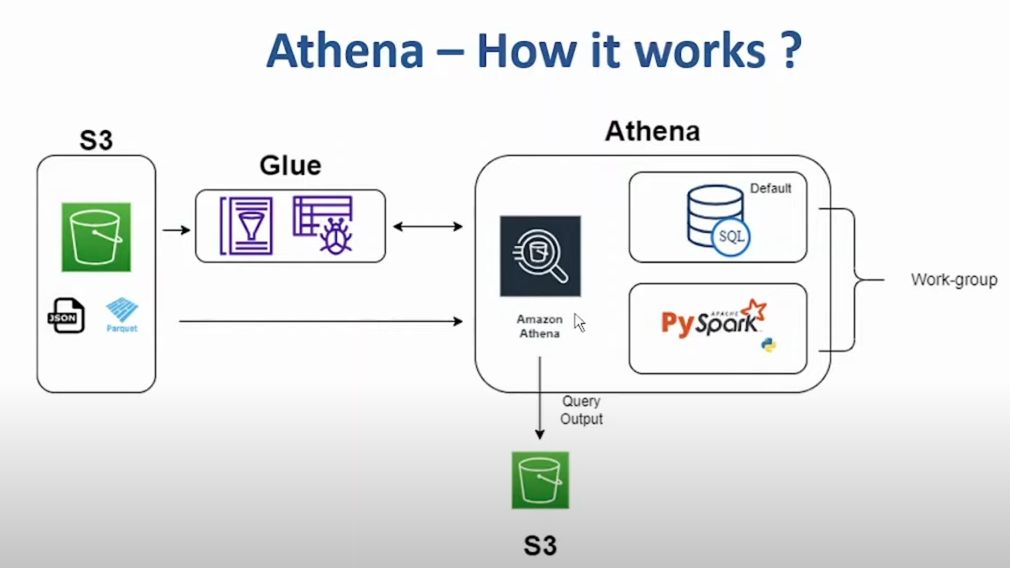 Athena – How it works ?
S3
Glue
Athena
Default
SQL
JSON
Parquet
Amazon
Athena
APACHE
PySpark
Work-group
Query
Output
S3